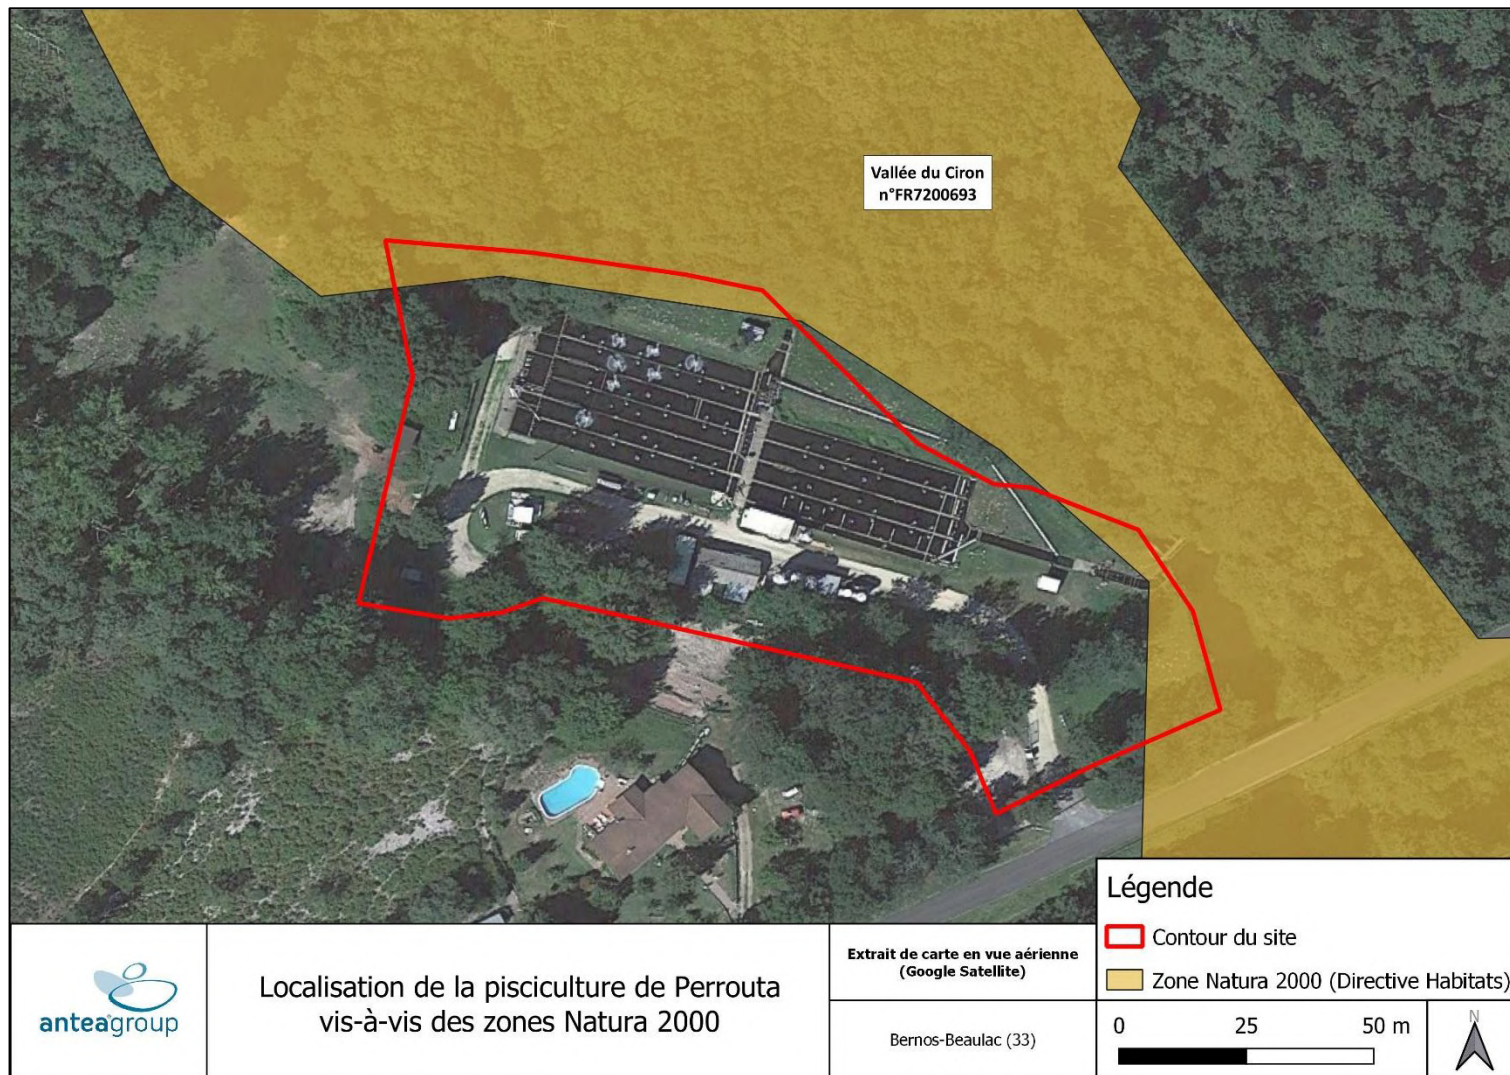 Vallée du Ciron
n°FR7200693
Légende
Contour du site
Zone Natura 2000 (Directive Habitats)
anteagroup
Localisation de la pisciculture de Perrouta
vis-à-vis des zones Natura 2000
Extrait de carte en vue aérienne
(Google Satellite)
Bernos-Beaulac (33)
0 25 50 m
N